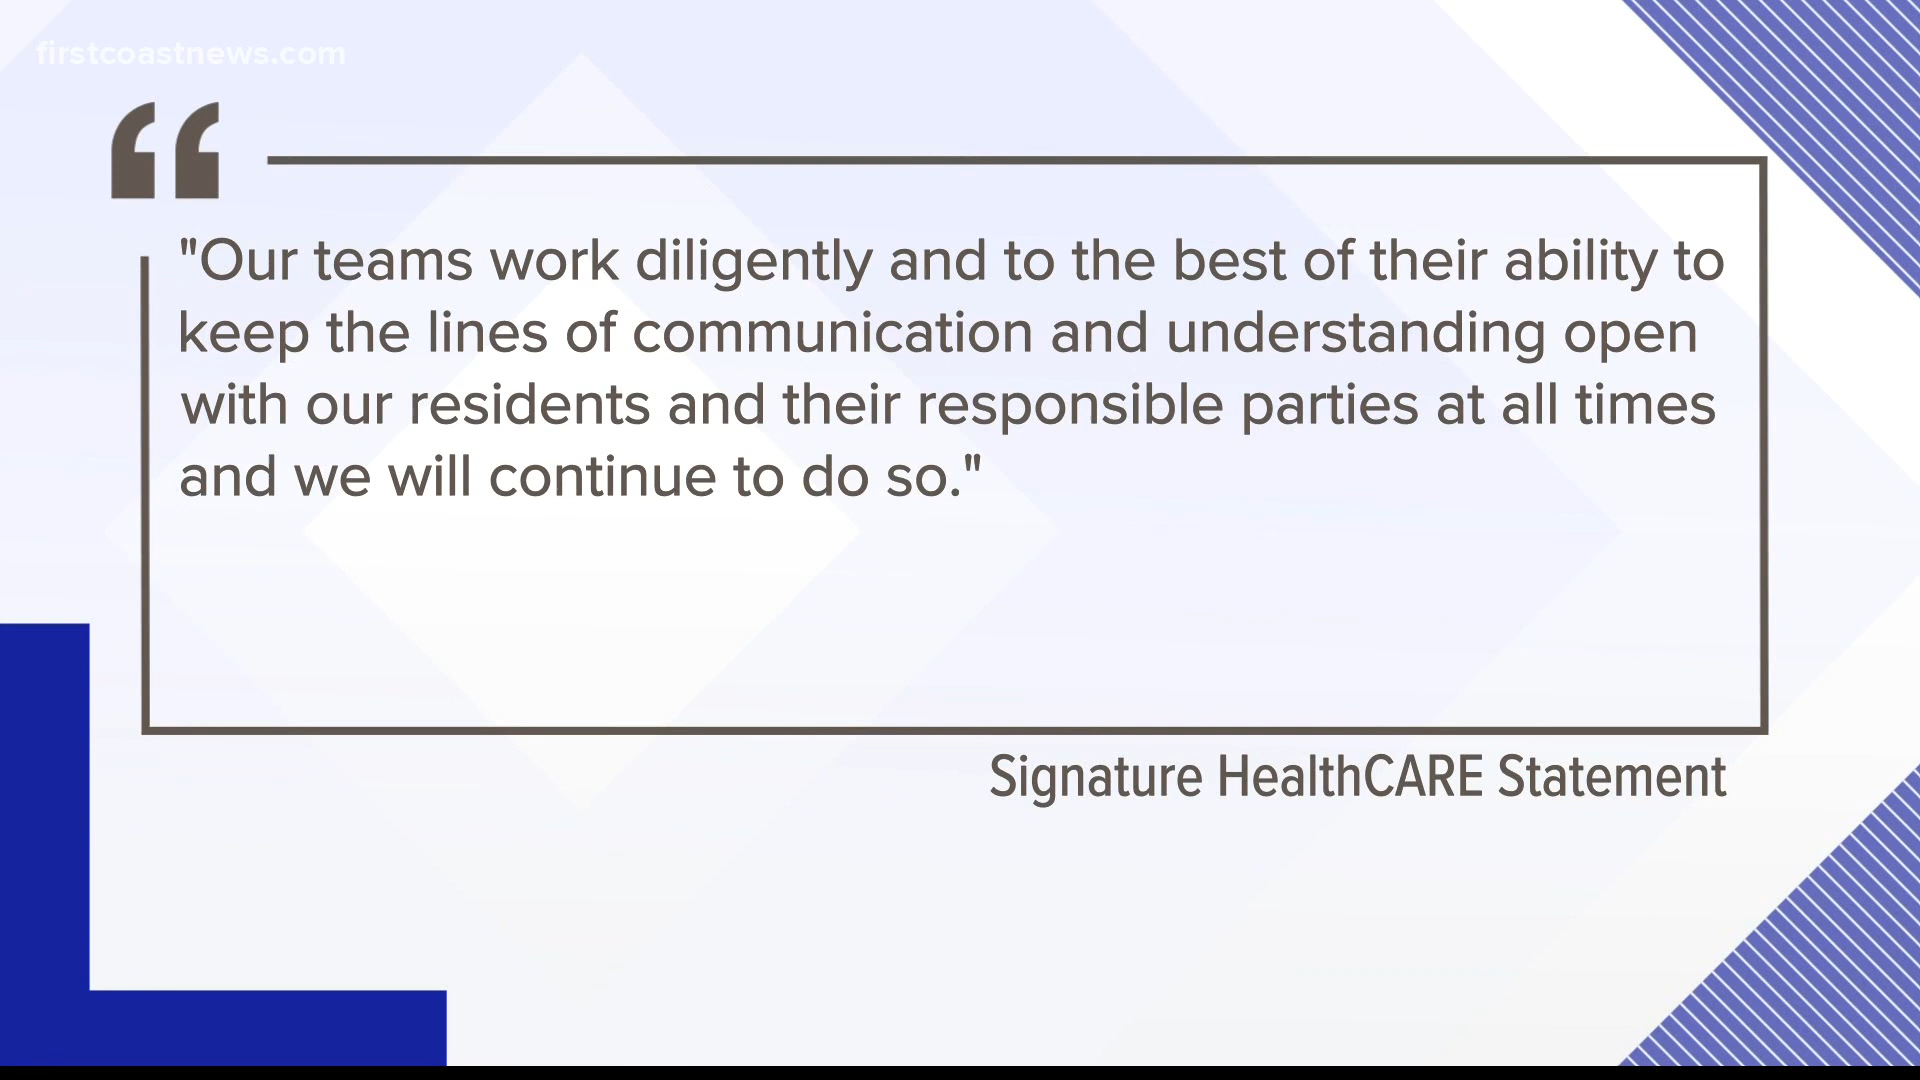 firstcoastnews.com
"Our teams work diligently and to the best of their ability to
keep the lines of communication and understanding open
with our residents and their responsible parties at all times
and we will continue to do so."
Signature HealthCARE Statement